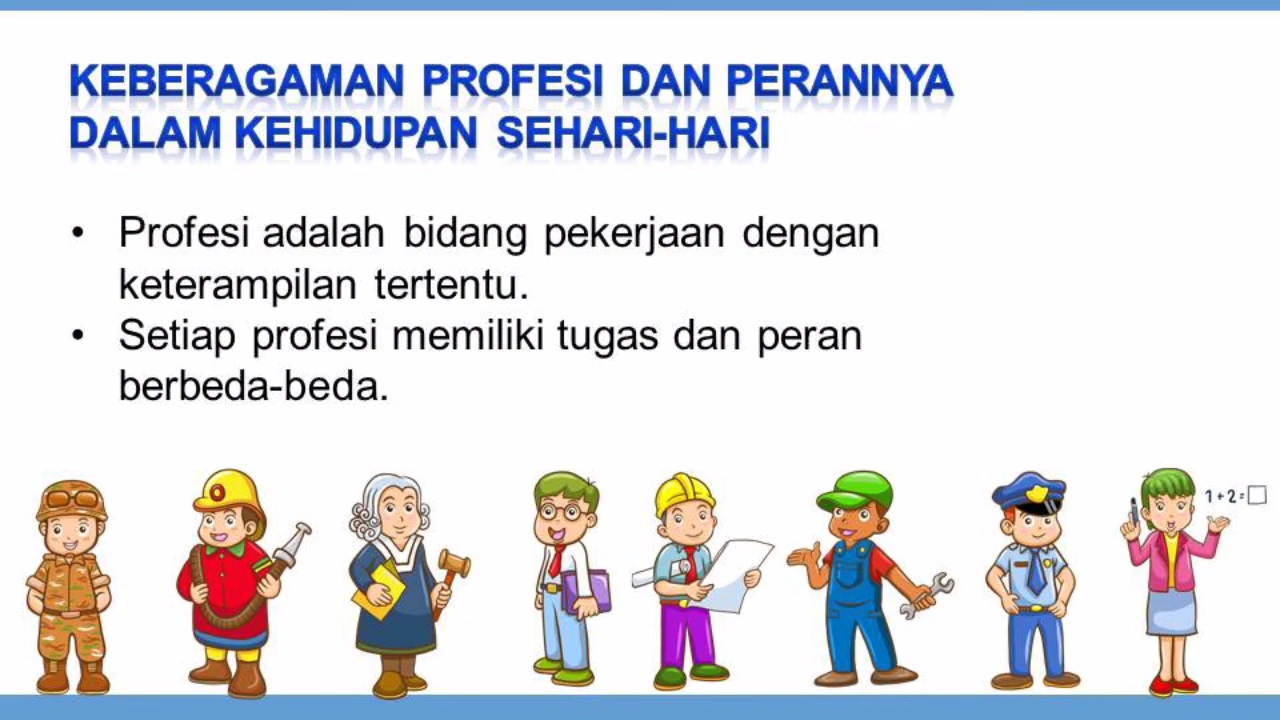 KEBERAGAMAN PROFESI DAN PERANNYA
DALAM KEHIDUPAN SEHARI-HARI
• Profesi adalah bidang pekerjaan dengan
keterampilan tertentu.
• Setiap profesi memiliki tugas dan peran
berbeda-beda.
1+2=□